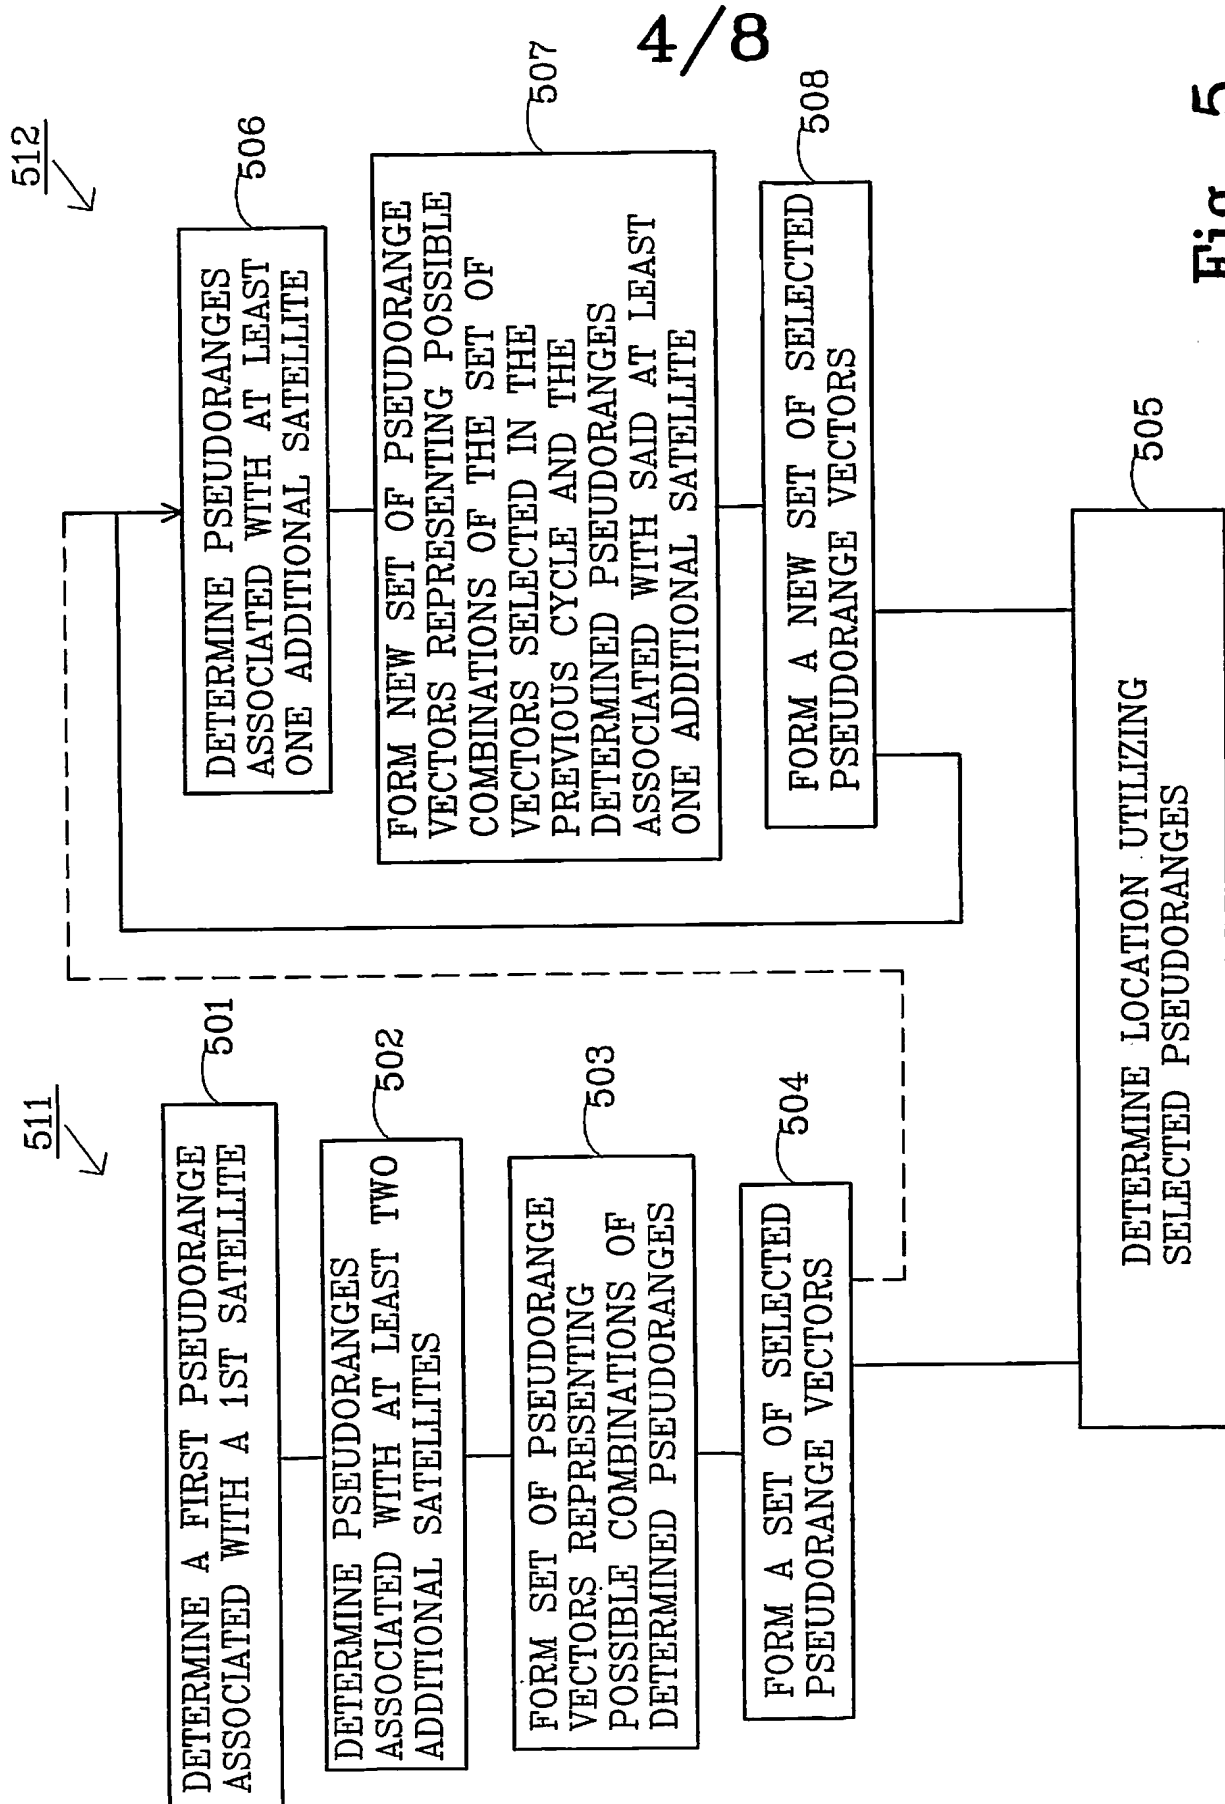 4/8
511
DETERMINE A FIRST PSEUDORANGE
ASSOCIATED WITH A 1ST SATELLITE
501
DETERMINE PSEUDORANGES
ASSOCIATED WITH AT LEAST TWO
ADDITIONAL SATELLITES
502
FORM SET OF PSEUDORANGE
VECTORS REPRESENTING
POSSIBLE COMBINATIONS OF
DETERMINED PSEUDORANGES
503
FORM A SET OF SELECTED
PSEUDORANGE VECTORS
504
512
DETERMINE PSEUDORANGES
ASSOCIATED WITH AT LEAST
ONE ADDITIONAL SATELLITE
506
FORM NEW SET OF PSEUDORANGE
VECTORS REPRESENTING POSSIBLE
COMBINATIONS OF THE SET OF
VECTORS SELECTED IN THE
PREVIOUS CYCLE AND THE
DETERMINED PSEUDORANGES
ASSOCIATED WITH SAID AT LEAST
ONE ADDITIONAL SATELLITE
507
FORM A NEW SET OF SELECTED
PSEUDORANGE VECTORS
508
DETERMINE LOCATION UTILIZING
SELECTED PSEUDORANGES
505
Fig. 5